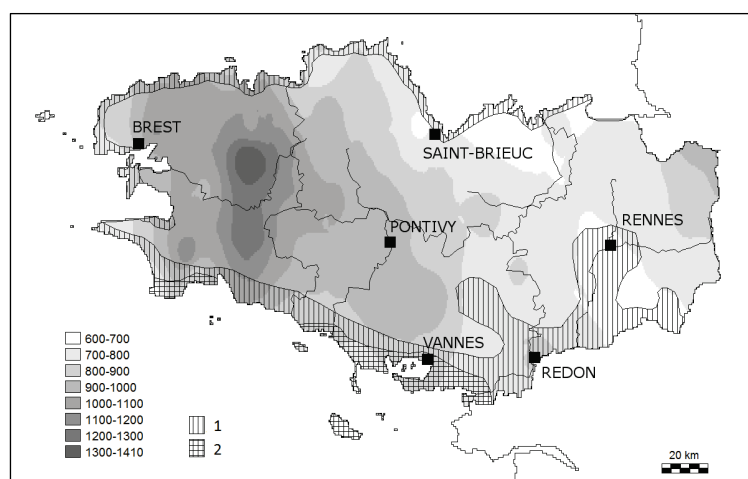 BREST
SAINT-BRIEUC
PONTIVY
RENNES
VANNES
REDON
600-700
700-800
800-900
900-1000
1000-1100
1100-1200
1200-1300
1300-1410
1
2
20 km